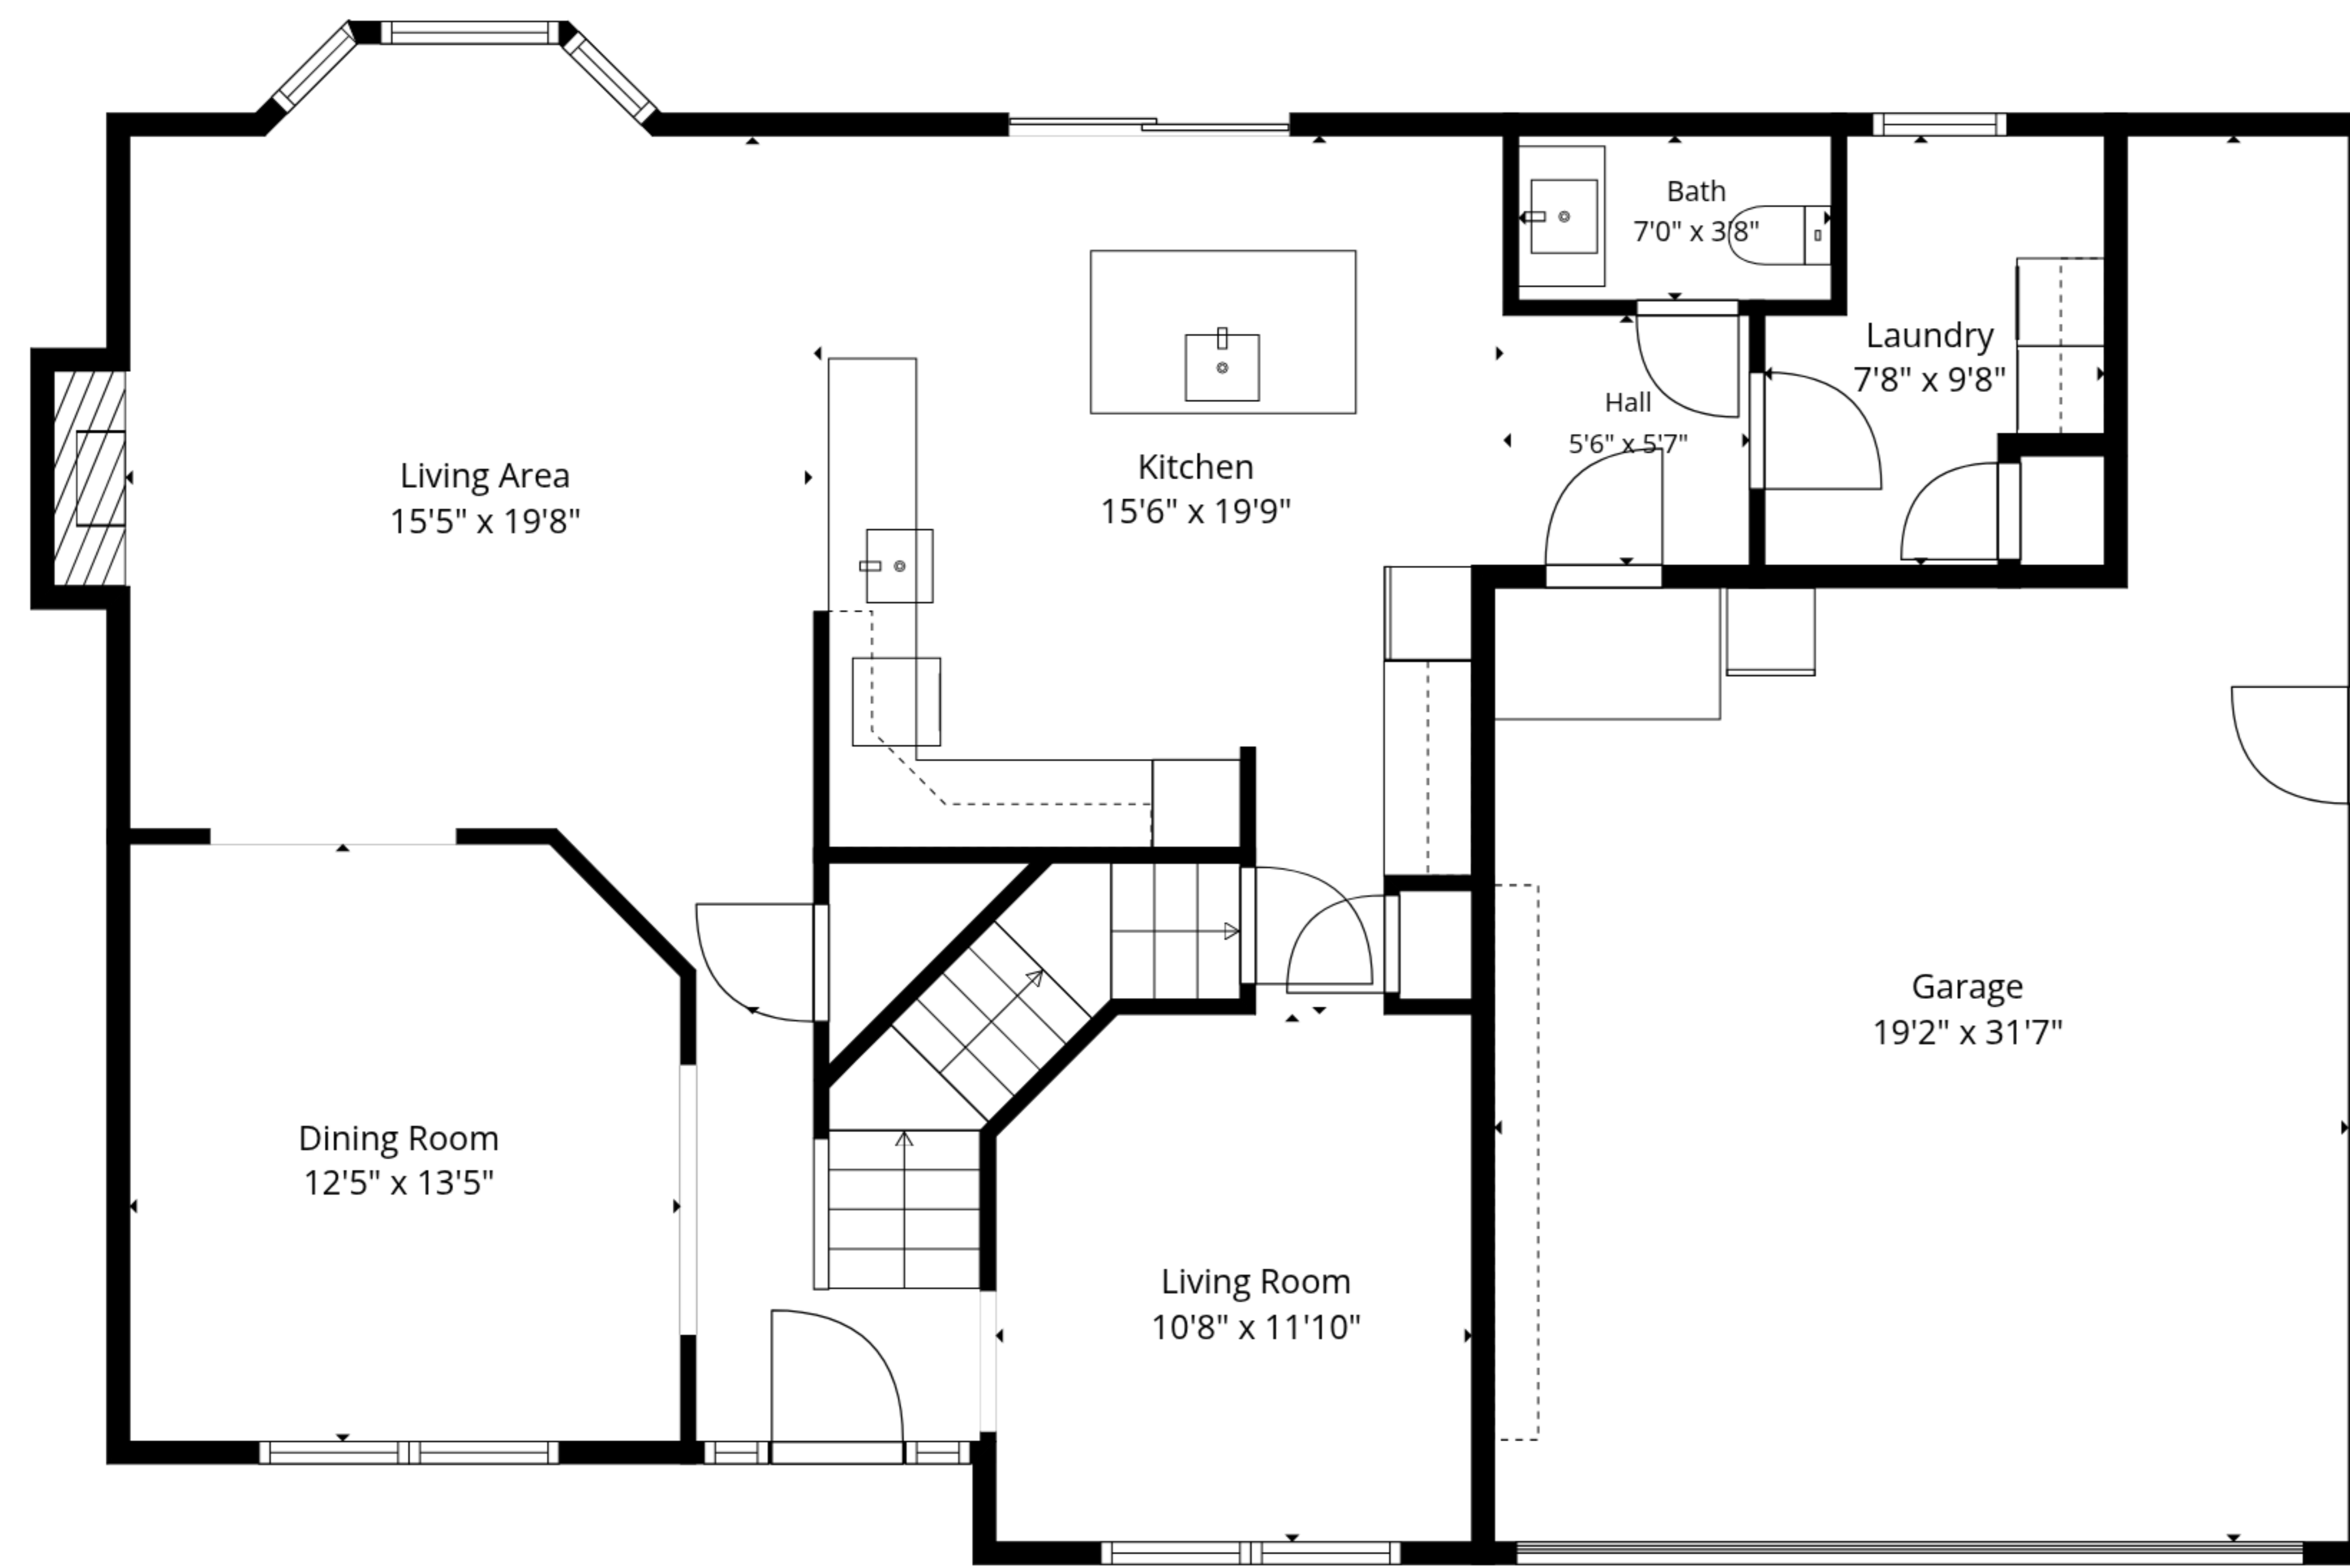 Bath
7'0" x 3'8"
Laundry
7'8" x 9'8"
Hall
5'6" x 5'7"
Living Area
15'5" x 19'8"
Kitchen
15'6" x 19'9"
Garage
19'2" x 31'7"
Dining Room
12'5" x 13'5"
Living Room
10'8" x 11'10"